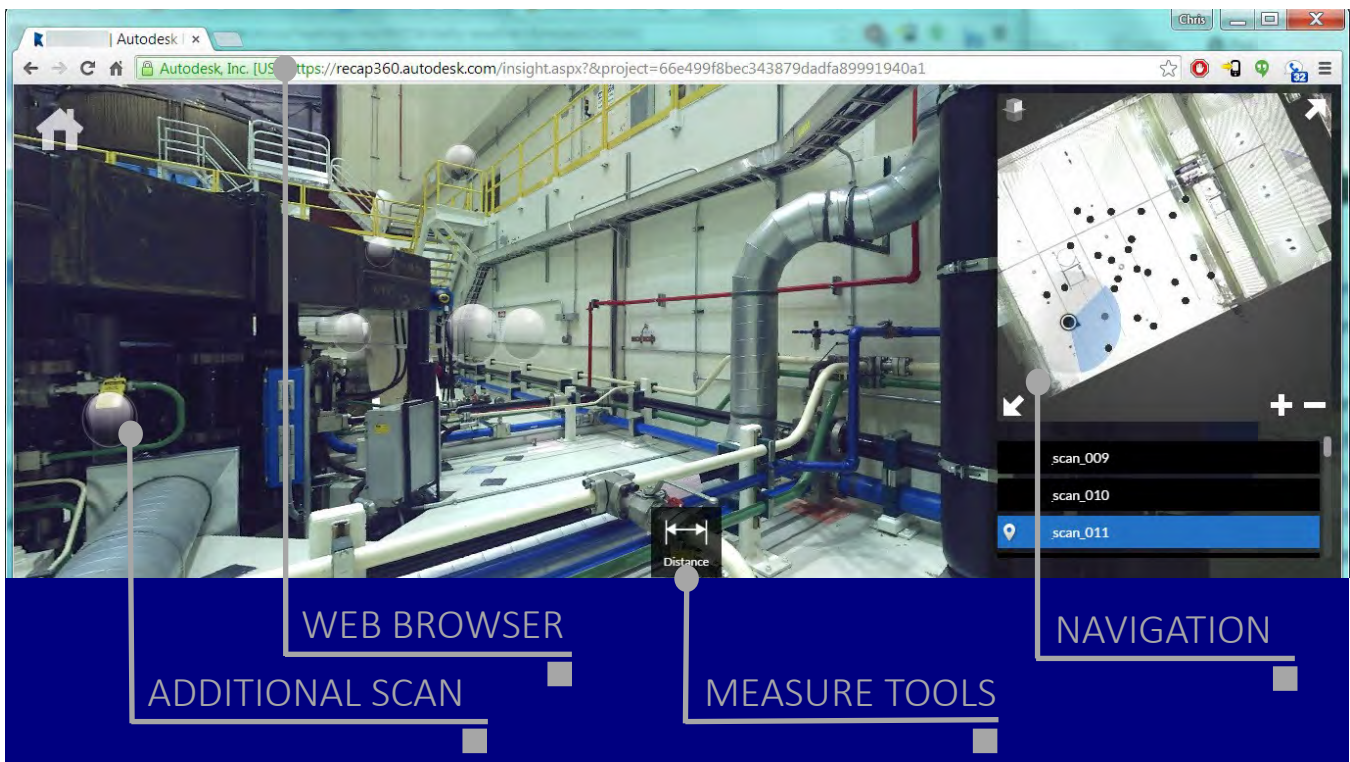 Chris
| Autodesk
Autodesk, Inc. [US
https://recap360.autodesk.com/insight.aspx?&project=66e499f8bec343879dadfa89991940a1
32
scan_009
scan_010
scan_011
Distance
WEB BROWSER
NAVIGATION
ADDITIONAL SCAN
MEASURE TOOLS